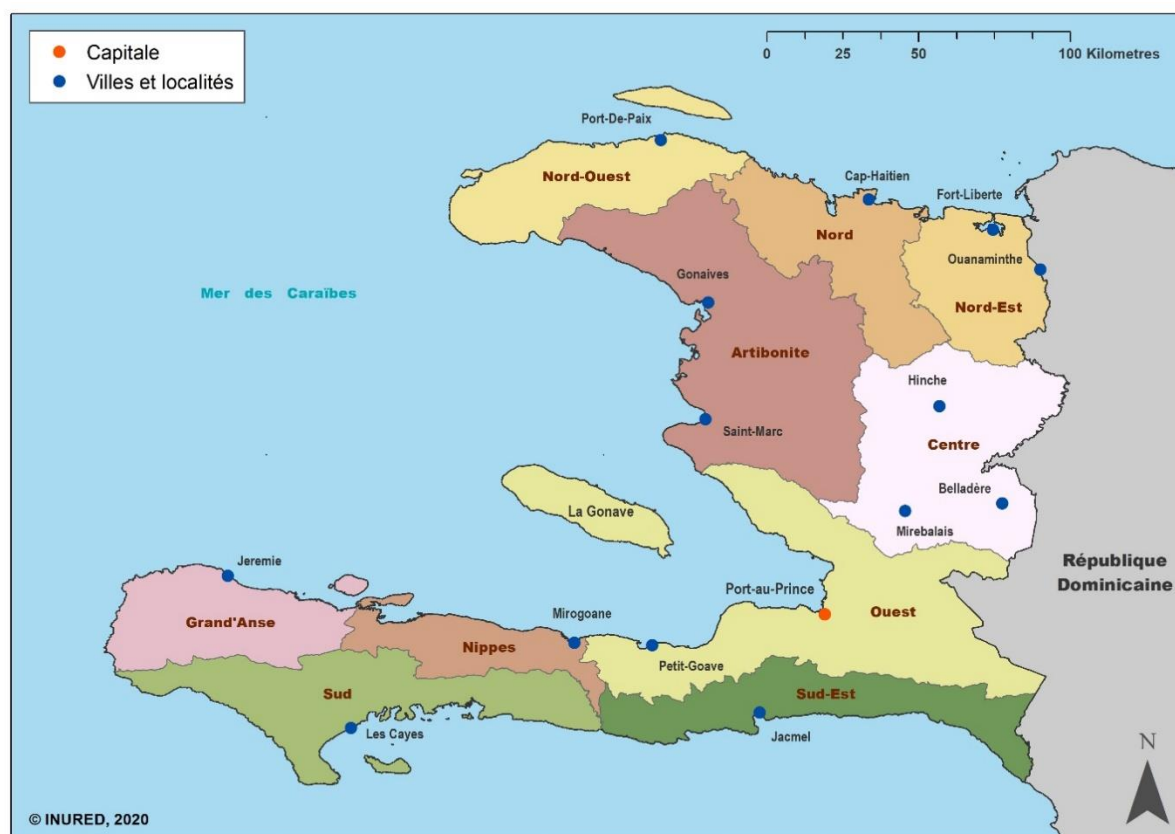 Capitale
Villes et localités
0 25 50 100 Kilometres
Port-De-Paix
Nord-Ouest
Cap-Haitien
Fort-Liberte
Nord
Ouanaminthe
Gonaives
Mer des Caraïbes
Nord-Est
Artibonite
Hinche
Saint-Marc
Centre
Belladère
La Gonave
Mirebalais
Jeremie
République
Dominicaine
Port-au-Prince
Ouest
Grand'Anse
Mirogoane
Nippes
Petit-Goave
Sud
Sud-Est
Les Cayes
Jacmel
N
© INURED, 2020